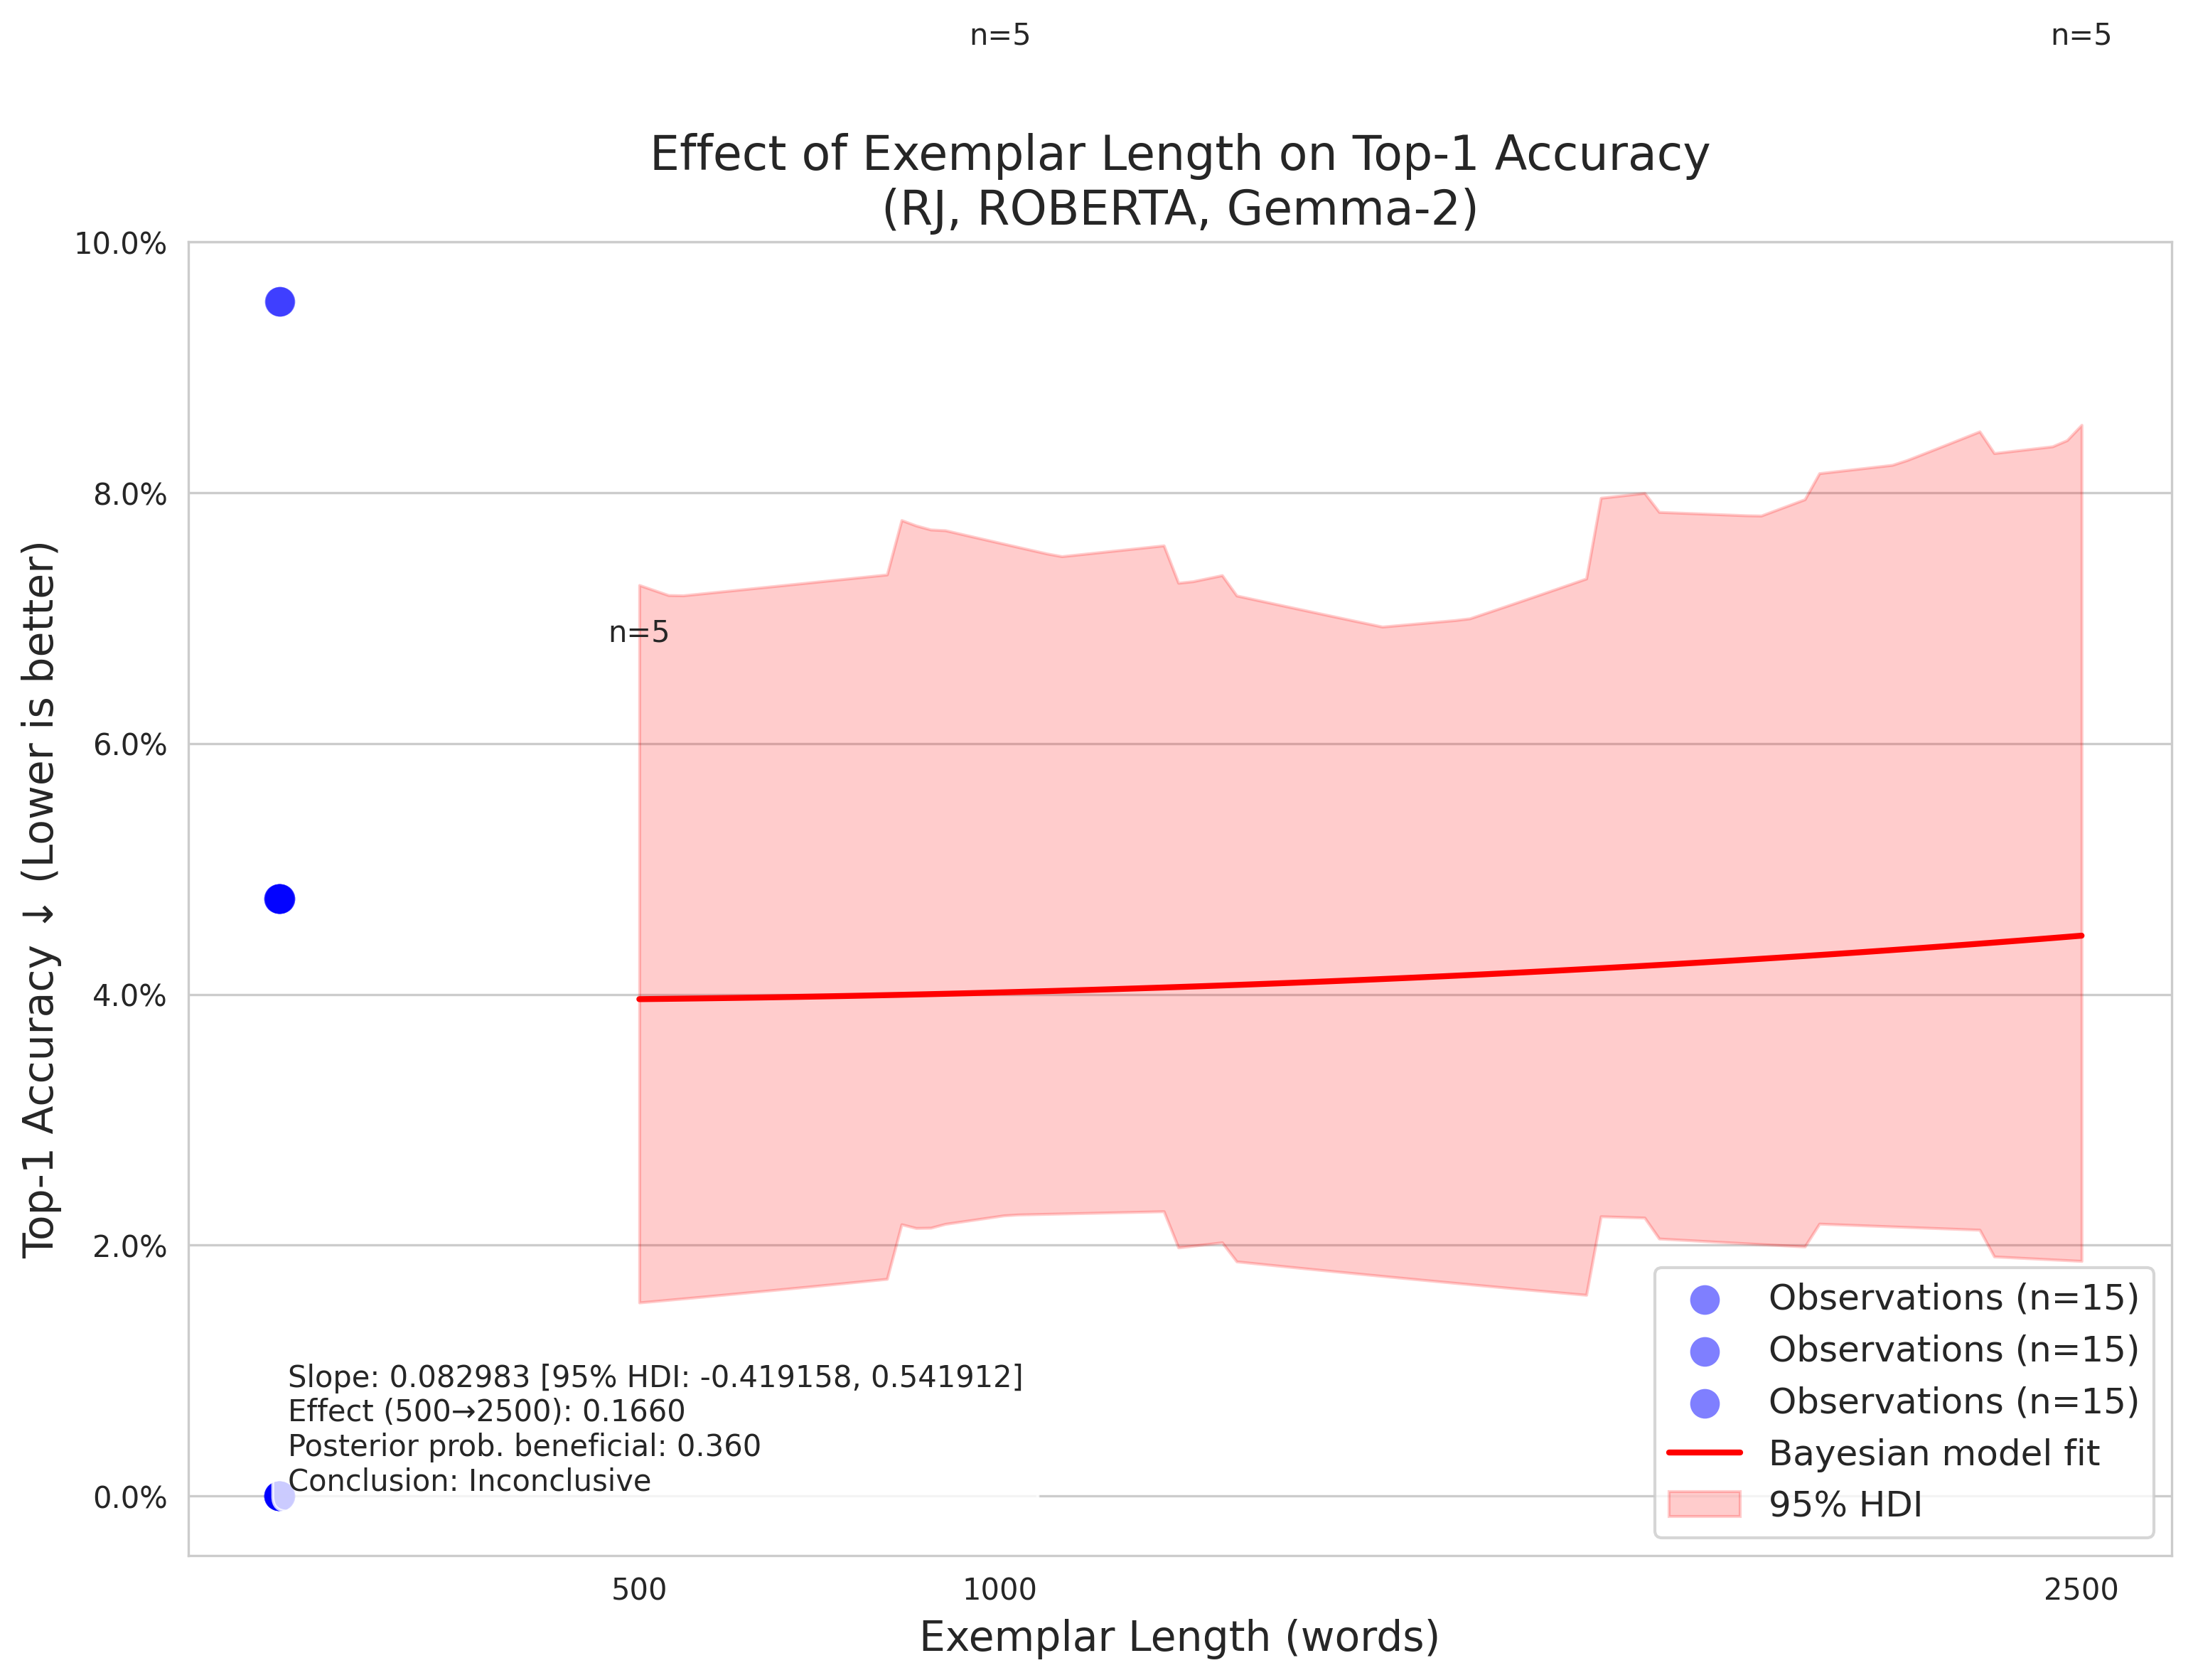 n=5
n=5
Effect of Exemplar Length on Top-1 Accuracy
(RJ, ROBERTA, Gemma-2)
Top-1 Accuracy ↓ (Lower is better)
10.0%
8.0%
6.0%
4.0%
2.0%
0.0%
n=5
Slope: 0.082983 [95% HDI: -0.419158, 0.541912]
Effect (500→2500): 0.1660
Posterior prob. beneficial: 0.360
Conclusion: Inconclusive
Observations (n=15)
Observations (n=15)
Observations (n=15)
Bayesian model fit
95% HDI
500
1000
2500
Exemplar Length (words)